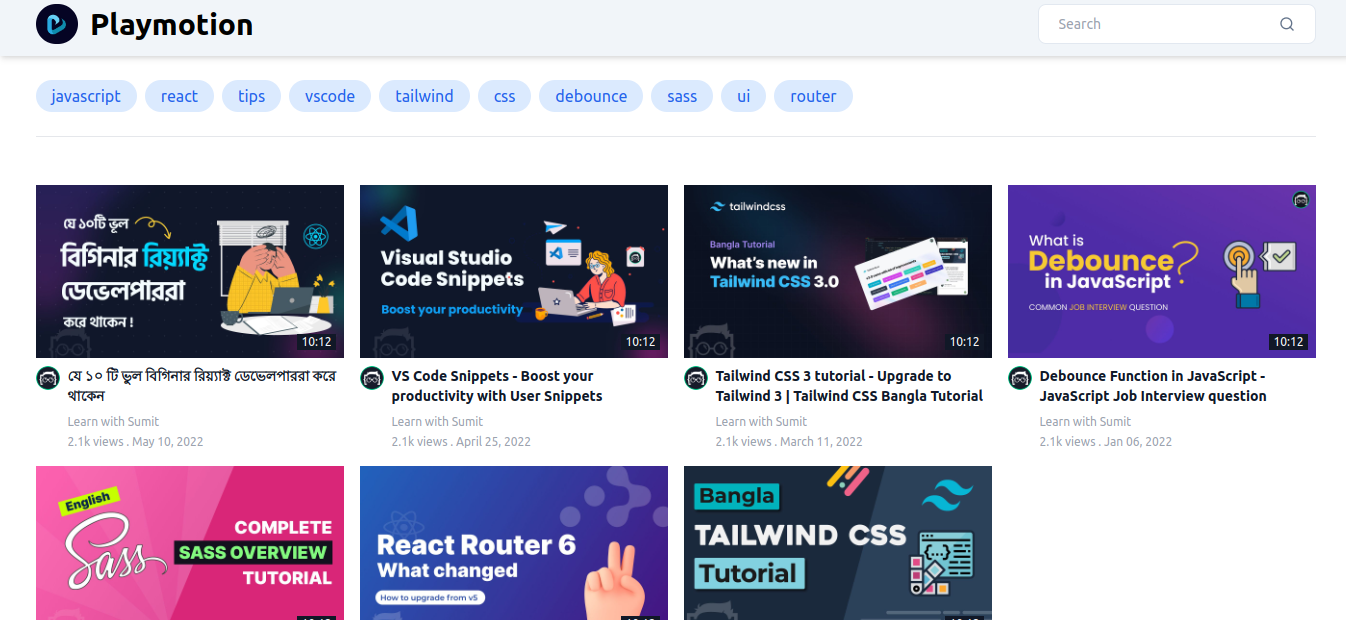 Playmotion
Search
javascript
react
tips
vscode
tailwind
css
debounce
sass
ui
router
যে ১০টি ভুল
বিগিনার রিয়্যাক্ট
ডেভেলপাররা
করে থাকেন !
10:12
Visual Studio
Code Snippets
Boost your productivity
10:12
tailwindcss
Bangla Tutorial
What's new in
Tailwind CSS 3.0
10:12
What is
Debounce
in JavaScript
?
COMMON JOB INTERVIEW QUESTION
10:12
যে ১০ টি ভুল বিগিনার রিয়্যাক্ট ডেভেলপাররা করে
থাকেন
Learn with Sumit
2.1k views . May 10, 2022
VS Code Snippets - Boost your
productivity with User Snippets
Learn with Sumit
2.1k views . April 25, 2022
Tailwind CSS 3 tutorial - Upgrade to
Tailwind 3 | Tailwind CSS Bangla Tutorial
Learn with Sumit
2.1k views . March 11, 2022
Debounce Function in JavaScript -
JavaScript Job Interview question
Learn with Sumit
2.1k views . Jan 06, 2022
English
Sass
COMPLETE
SASS OVERVIEW
TUTORIAL
React Router 6
What changed
How to upgrade from v5
Bangla
TAILWIND CSS
Tutorial